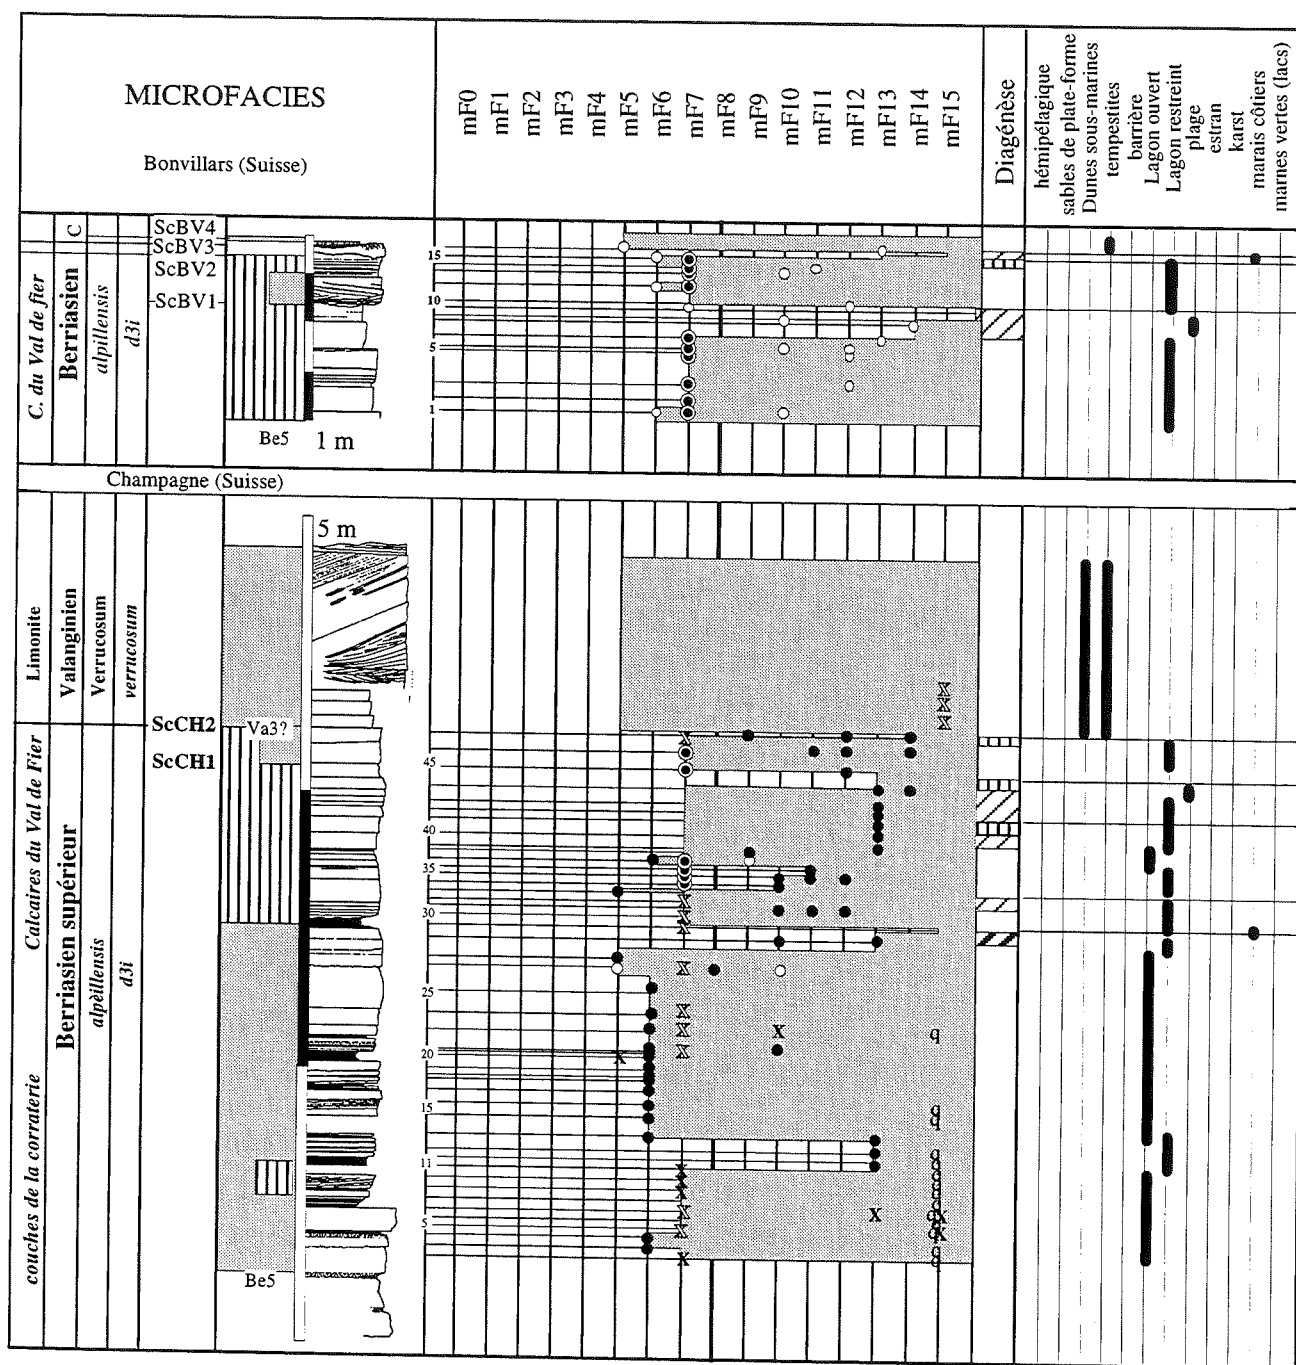 MICROFACIES
Bonvillars (Suisse)
mF0
mF1
mF2
mF3
mF4
mF5
mF6
mF7
mF8
mF9
mF10
mF11
mF12
mF13
mF14
mF15
Diagénèse
hémipélagique
sables de plate-forme
Dunes sous-marines
tempestites
barrière
Lagon ouvert
Lagon restreint
plage
estran
karst
marais côtiers
marnes vertes (lacs)
C. du Val de fier
Berriasien
C
alpillensis
d3i
ScBV4
ScBV3
ScBV2
ScBV1
Be5
1 m
15
10
5
1
Champagne (Suisse)
5 m
Limonite
Valanginien
Verrucosum
verrucosum
ScCH2
Va3?
ScCH1
Calcaires du Val de Fier
couches de la corraterie
Berriasien supérieur
alpèillensis
d3i
45
40
35
30
25
20
15
11
5
X
X
X
X
X
q
q
q
q
q
Be5